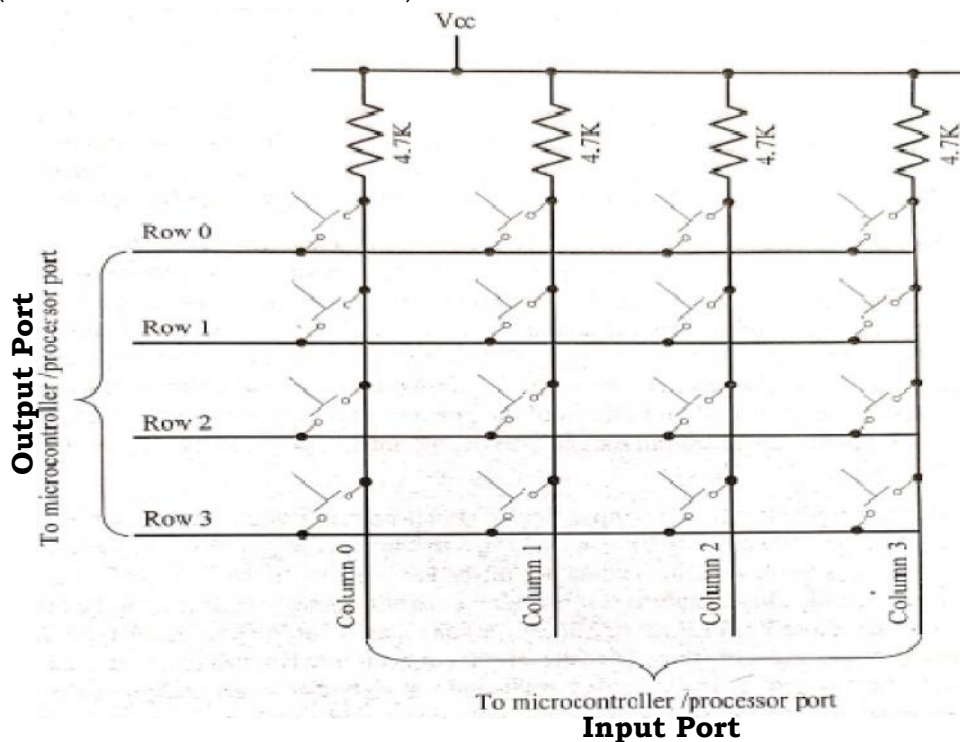 Vcc
4.7K
4.7K
4.7K
4.7K
Row 0
Row 1
Row 2
Row 3
Output Port
To microcontroller /processor port
Column 0
Column 1
Column 2
Column 3
To microcontroller /processor port
Input Port